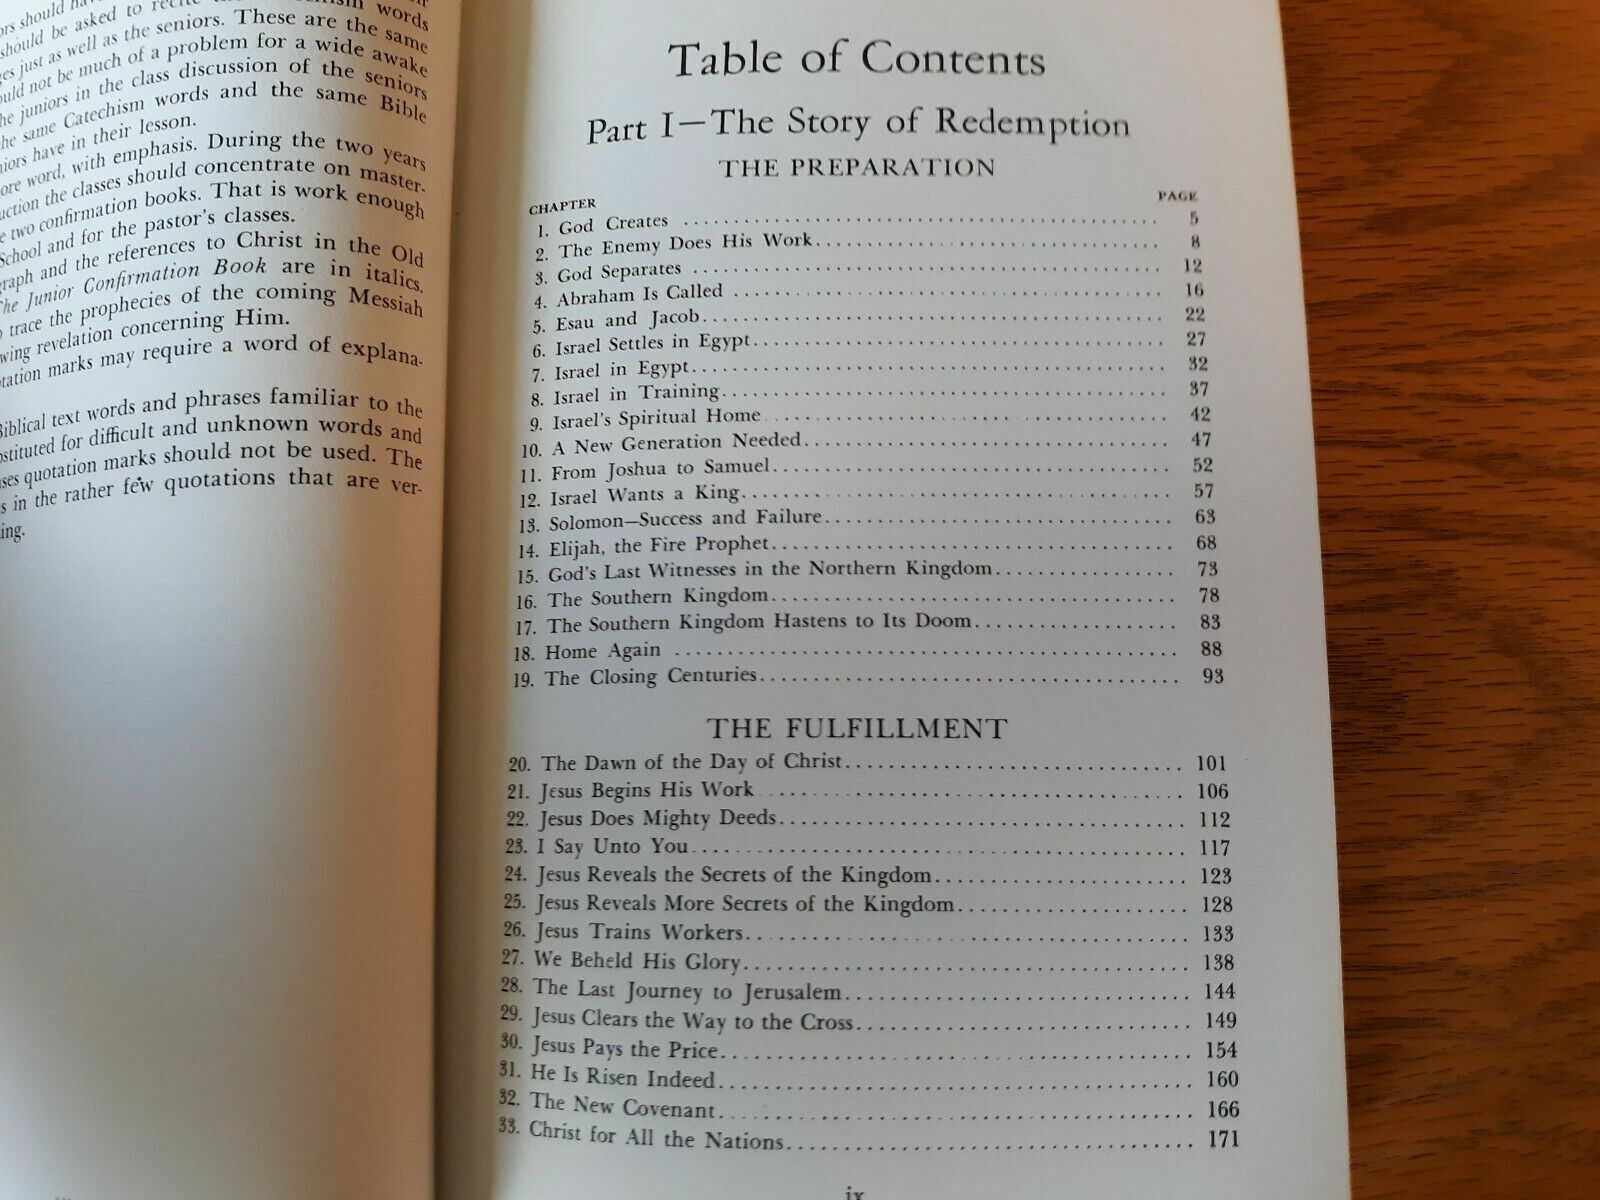 should be asked to recite words
just as well as the seniors. These are the same
not be much of a problem for a wide awake
juniors in the class discussion of the seniors
same Catechism words and the same Bible
have in their lesson.
word, with emphasis. During the two years
the classes should concentrate on master-
two confirmation books. That is work enough
School and for the pastor's classes.
and the references to Christ in the Old
The Junior Confirmation Book are in italics.
trace the prophecies of the coming Messiah
revelation concerning Him.
marks may require a word of explana-
Biblical text words and phrases familiar to the
for difficult and unknown words and
quotation marks should not be used. The
in the rather few quotations that are ver-
Table of Contents
Part I—The Story of Redemption
THE PREPARATION
CHAPTER PAGE
1. God Creates 5
2. The Enemy Does His Work 8
3. God Separates 12
4. Abraham Is Called 16
5. Esau and Jacob 22
6. Israel Settles in Egypt 27
7. Israel in Egypt 32
8. Israel in Training 37
9. Israel's Spiritual Home 42
10. A New Generation Needed 47
11. From Joshua to Samuel 52
12. Israel Wants a King 57
13. Solomon—Success and Failure 63
14. Elijah, the Fire Prophet 68
15. God's Last Witnesses in the Northern Kingdom 73
16. The Southern Kingdom 78
17. The Southern Kingdom Hastens to Its Doom 83
18. Home Again 88
19. The Closing Centuries 93
THE FULFILLMENT
20. The Dawn of the Day of Christ 101
21. Jesus Begins His Work 106
22. Jesus Does Mighty Deeds 112
23. I Say Unto You 117
24. Jesus Reveals the Secrets of the Kingdom 123
25. Jesus Reveals More Secrets of the Kingdom 128
26. Jesus Trains Workers 133
27. We Beheld His Glory 138
28. The Last Journey to Jerusalem 144
29. Jesus Clears the Way to the Cross 149
30. Jesus Pays the Price 154
31. He Is Risen Indeed 160
32. The New Covenant 166
33. Christ for All the Nations 171
ix